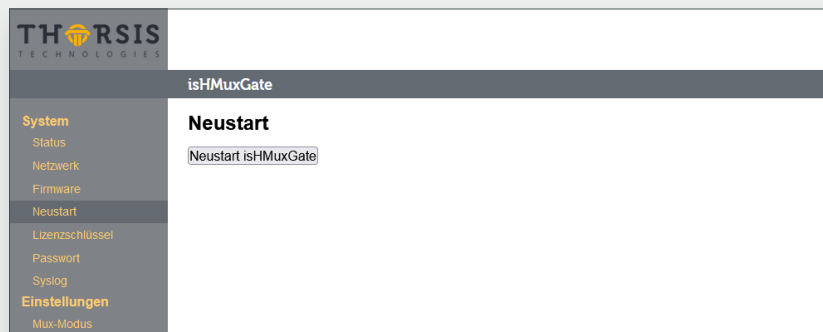 THORSIS
TECHNOLOGIES
isHMuxGate
System
Status
Netzwerk
Firmware
Neustart
Lizenzschlüssel
Passwort
Syslog
Einstellungen
Mux-Modus
Neustart
Neustart isHMuxGate